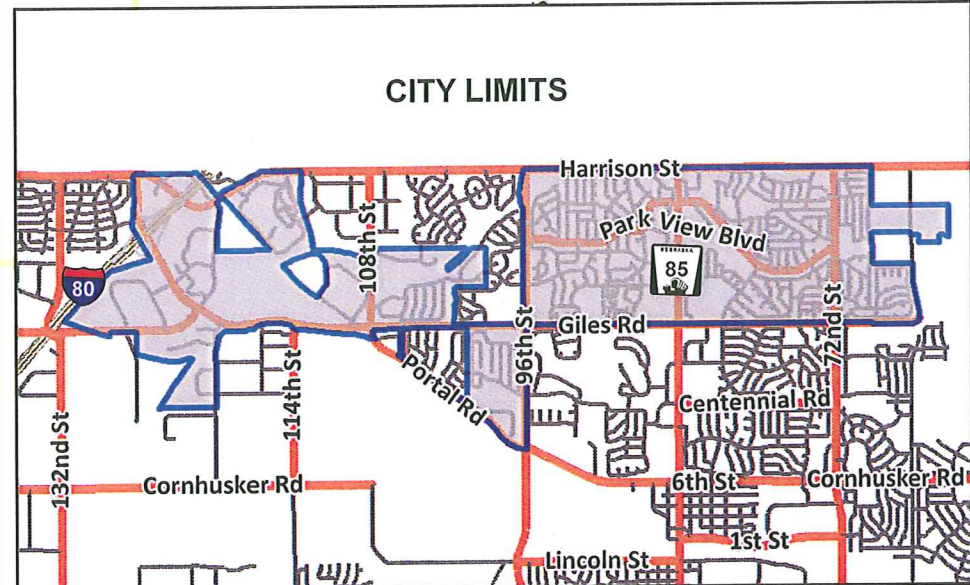 CITY LIMITS
Harrison St
Park View Blvd
108th St
NEBRASKA
85
80
Giles Rd
96th St
72nd St
Portal Rd
114th St
Centennial Rd
132nd St
Cornhusker Rd
6th St
Cornhusker Rd
1st St
Lincoln St